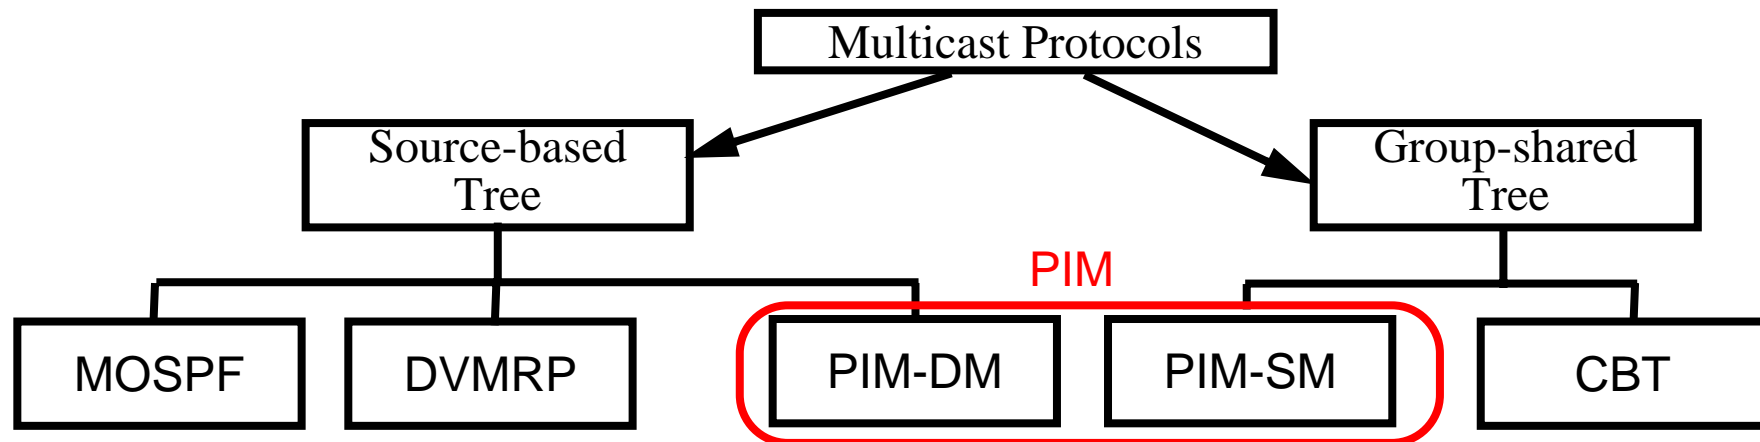 Multicast Protocols
Source-based
Tree
Group-shared
Tree
PIM
MOSPF
DVMRP
PIM-DM
PIM-SM
CBT